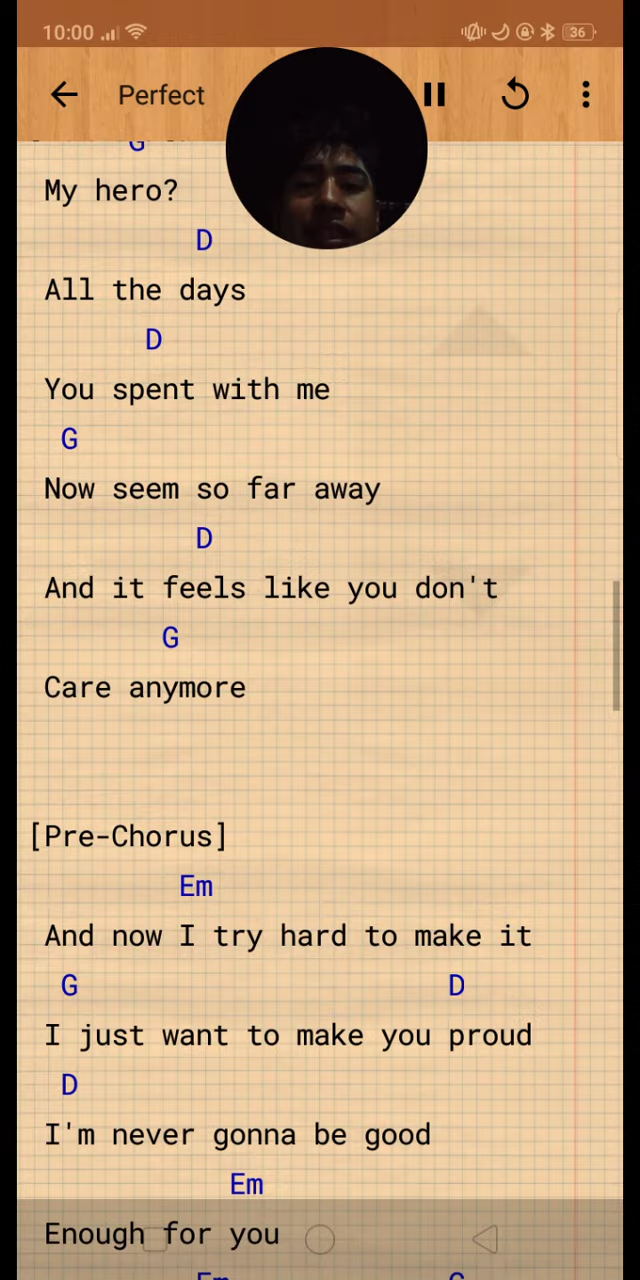 10:00 36
Perfect
G
My hero?
D
All the days
D
You spent with me
G
Now seem so far away
D
And it feels like you don't
G
Care anymore
[Pre-Chorus]
Em
And now I try hard to make it
G D
I just want to make you proud
D
I'm never gonna be good
Em
Enough for you
Em G